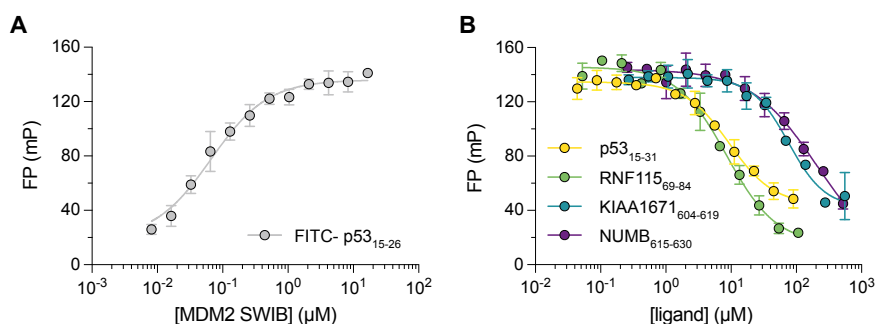 A
FP (mP)
160
120
80
40
0
FITC- p53₁₅₋₂₆
10⁻³ 10⁻² 10⁻¹ 10⁰ 10¹ 10²
[MDM2 SWIB] (µM)
B
FP (mP)
160
120
80
40
0
p53₁₅₋₃₁
RNF115₆₉₋₈₄
KIAA1671₆₀₄₋₆₁₉
NUMB₆₁₅₋₆₃₀
10⁻² 10⁻¹ 10⁰ 10¹ 10² 10³
[ligand] (µM)